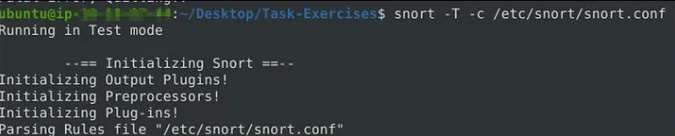 ubuntu@ip- :~/Desktop/Task-Exercises$ snort -T -c /etc/snort/snort.conf
Running in Test mode
--== Initializing Snort ==--
Initializing Output Plugins!
Initializing Preprocessors!
Initializing Plug-ins!
Parsing Rules file "/etc/snort/snort.conf"